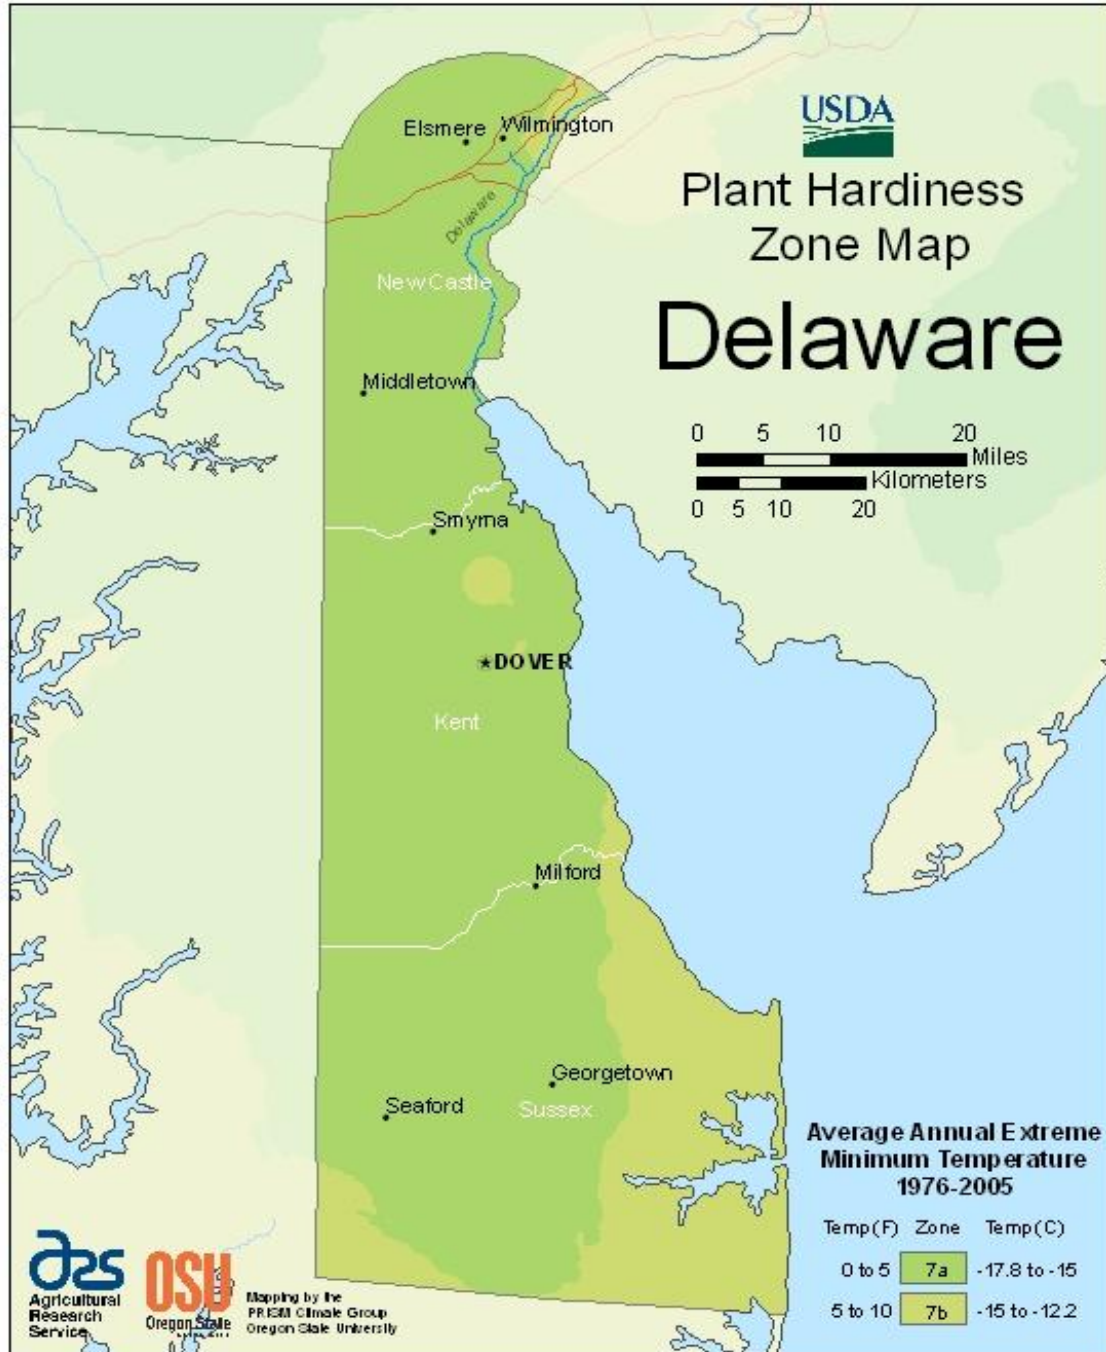 USDA
Plant Hardiness
Zone Map
Delaware
0 5 10 20
Miles
Kilometers
0 5 10 20
Elsmere
Wilmington
Delaware
New Castle
Middletown
Smyrna
DOVER
Kent
Milford
Georgetown
Seaford
Sussex
Average Annual Extreme
Minimum Temperature
1976-2005
Temp(F) Zone Temp(C)
0 to 5 7a -17.8 to -15
5 to 10 7b -15 to -12.2
ars
Agricultural
Research
Service
OSU
Oregon State
Mapping by the
PRISM Climate Group
Oregon State University